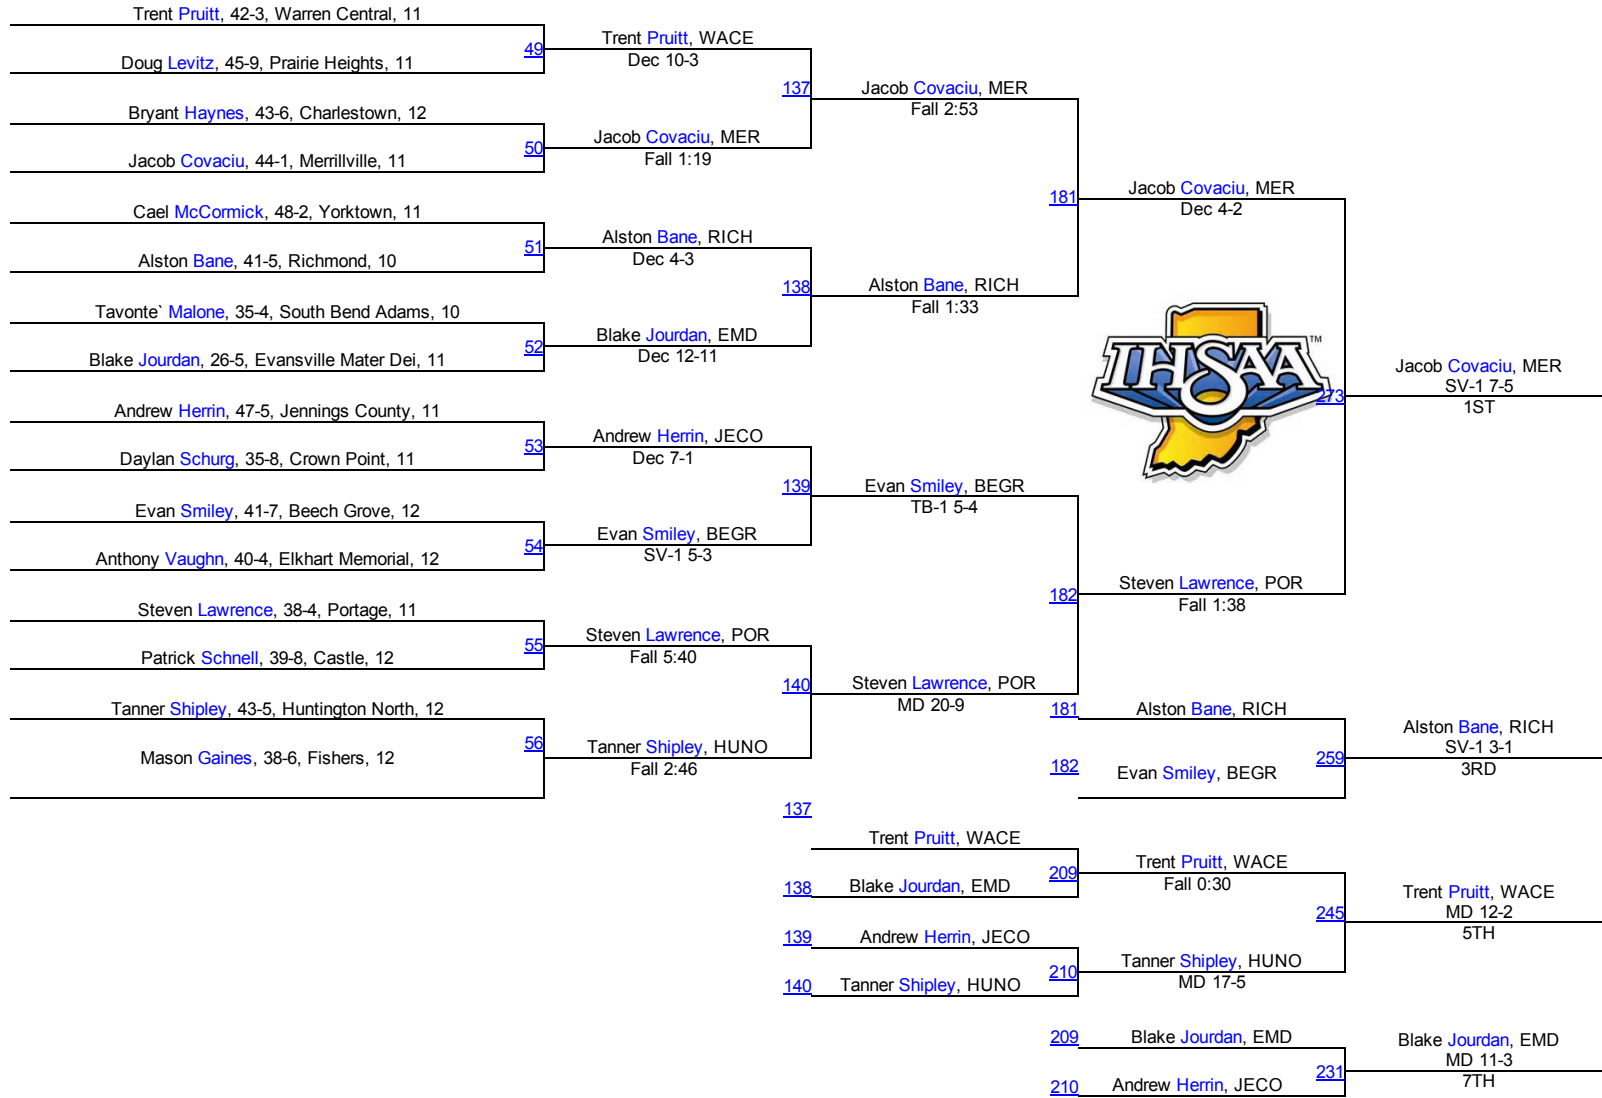 Trent Pruitt, 42-3, Warren Central, 11
Doug Levitz, 45-9, Prairie Heights, 11
49
Trent Pruitt, WACE
Dec 10-3
Bryant Haynes, 43-6, Charlestown, 12
Jacob Covaciu, 44-1, Merrillville, 11
50
Jacob Covaciu, MER
Fall 1:19
137
Jacob Covaciu, MER
Fall 2:53
Cael McCormick, 48-2, Yorktown, 11
Alston Bane, 41-5, Richmond, 10
51
Alston Bane, RICH
Dec 4-3
Tavonte` Malone, 35-4, South Bend Adams, 10
Blake Jourdan, 26-5, Evansville Mater Dei, 11
52
Blake Jourdan, EMD
Dec 12-11
138
Alston Bane, RICH
Fall 1:33
181
Jacob Covaciu, MER
Dec 4-2
Andrew Herrin, 47-5, Jennings County, 11
Daylan Schurg, 35-8, Crown Point, 11
53
Andrew Herrin, JECO
Dec 7-1
Evan Smiley, 41-7, Beech Grove, 12
Anthony Vaughn, 40-4, Elkhart Memorial, 12
54
Evan Smiley, BEGR
SV-1 5-3
139
Evan Smiley, BEGR
TB-1 5-4
Steven Lawrence, 38-4, Portage, 11
Patrick Schnell, 39-8, Castle, 12
55
Steven Lawrence, POR
Fall 5:40
Tanner Shipley, 43-5, Huntington North, 12
Mason Gaines, 38-6, Fishers, 12
56
Tanner Shipley, HUNO
Fall 2:46
140
Steven Lawrence, POR
MD 20-9
182
Steven Lawrence, POR
Fall 1:38
IHSAA™
273
Jacob Covaciu, MER
SV-1 7-5
1ST
181
Alston Bane, RICH
182
Evan Smiley, BEGR
259
Alston Bane, RICH
SV-1 3-1
3RD
137
Trent Pruitt, WACE
138
Blake Jourdan, EMD
209
Trent Pruitt, WACE
Fall 0:30
139
Andrew Herrin, JECO
140
Tanner Shipley, HUNO
210
Tanner Shipley, HUNO
MD 17-5
245
Trent Pruitt, WACE
MD 12-2
5TH
209
Blake Jourdan, EMD
210
Andrew Herrin, JECO
231
Blake Jourdan, EMD
MD 11-3
7TH